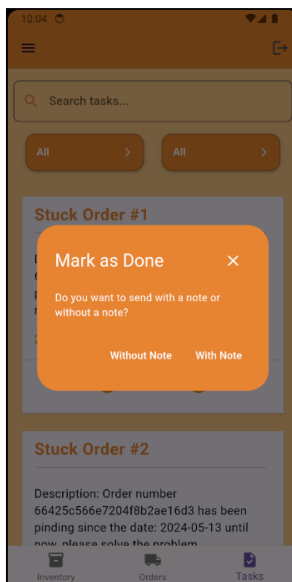 10:04
Search tasks...
All
All
Stuck Order #1
Mark as Done
Do you want to send with a note or
without a note?
Without Note
With Note
Stuck Order #2
Description: Order number
66425c566e7204f8b2ae16d3 has been
pinding since the date: 2024-05-13 until
now, please solve the problem
Inventory
Orders
Tasks